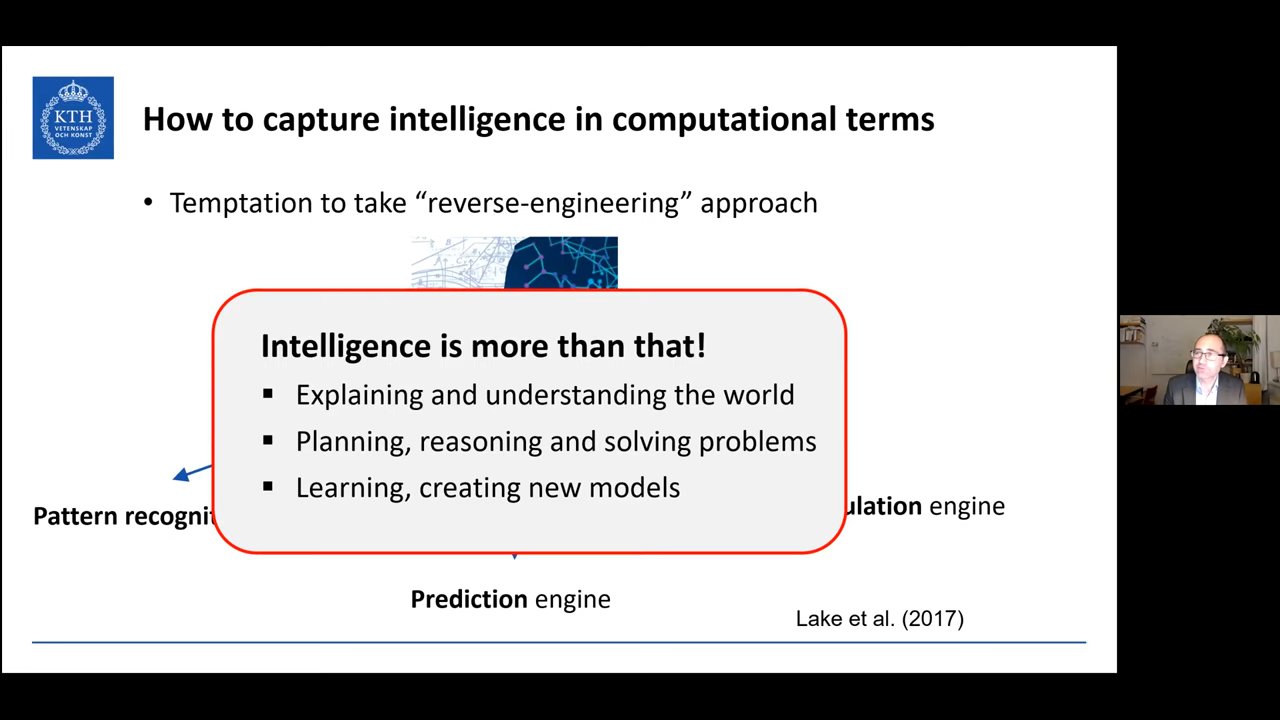 KTH
VETENSKAP
OCH KONST
How to capture intelligence in computational terms
• Temptation to take “reverse-engineering” approach
Intelligence is more than that!
▪ Explaining and understanding the world
▪ Planning, reasoning and solving problems
▪ Learning, creating new models
Pattern recognit
ulation engine
Prediction engine
Lake et al. (2017)